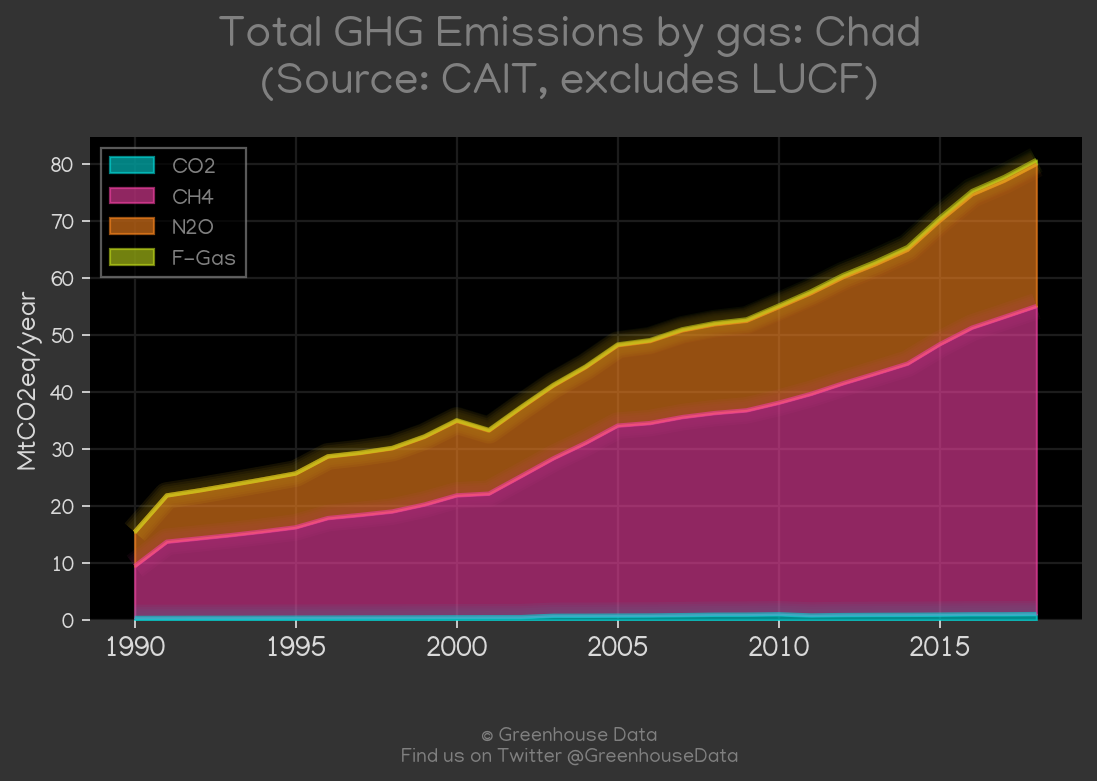 Total GHG Emissions by gas: Chad
(Source: CAIT, excludes LUCF)
CO2
CH4
N2O
F-Gas
MtCO2eq/year
80
70
60
50
40
30
20
10
0
1990 1995 2000 2005 2010 2015
© Greenhouse Data
Find us on Twitter @GreenhouseData